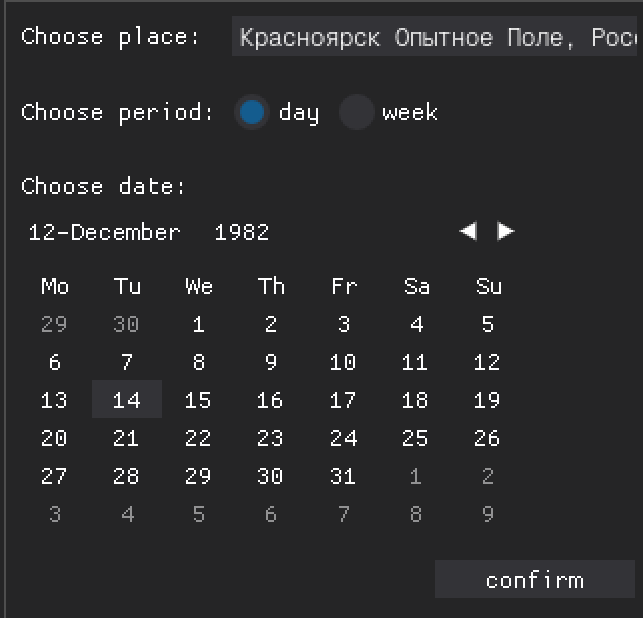 Choose place: Красноярск Опытное Поле,
Choose period: day week
Choose date:
12-December 1982
Mo Tu We Th Fr Sa Su
29 30 1 2 3 4 5
6 7 8 9 10 11 12
13 14 15 16 17 18 19
20 21 22 23 24 25 26
27 28 29 30 31 1 2
3 4 5 6 7 8 9
confirm